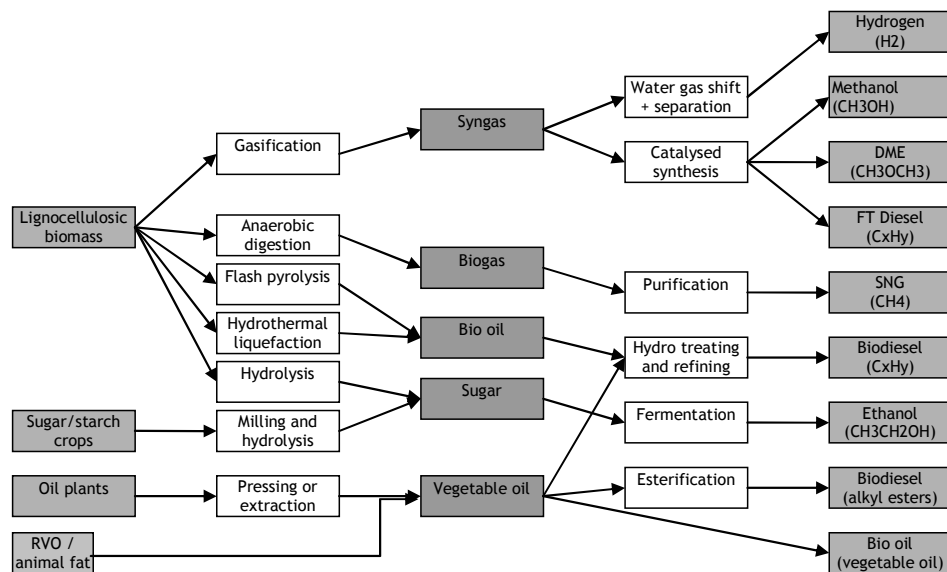 Hydrogen
(H2)
Water gas shift
+ separation
Methanol
(CH3OH)
Syngas
Gasification
Catalysed
synthesis
DME
(CH3OCH3)
Lignocellulosic
biomass
Anaerobic
digestion
FT Diesel
(CxHy)
Biogas
Flash pyrolysis
Purification
SNG
(CH4)
Hydrothermal
liquefaction
Bio oil
Hydro treating
and refining
Biodiesel
(CxHy)
Hydrolysis
Sugar
Sugar/starch
crops
Milling and
hydrolysis
Fermentation
Ethanol
(CH3CH2OH)
Oil plants
Pressing or
extraction
Vegetable oil
Esterification
Biodiesel
(alkyl esters)
RVO /
animal fat
Bio oil
(vegetable oil)